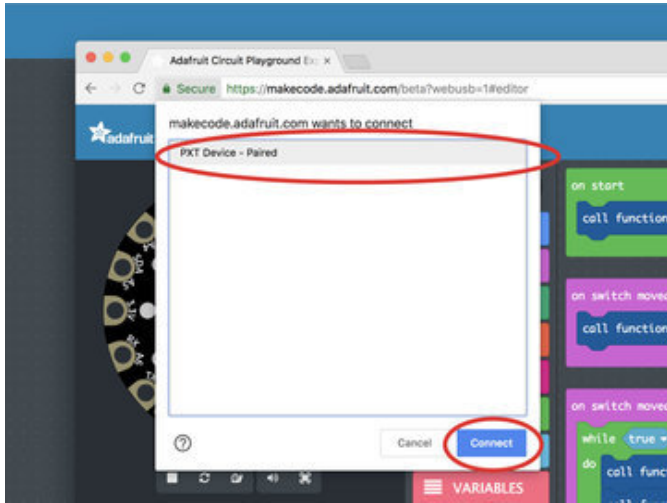 Adafruit Circuit Playground Ex
Secure https://makecode.adafruit.com/beta?webusb=1#editor
makecode.adafruit.com wants to connect
adafruit
PXT Device - Paired
on start
call function
on switch moved
call function
on switch moved
while true
do
call func
Cancel
Connect
VARIABLES